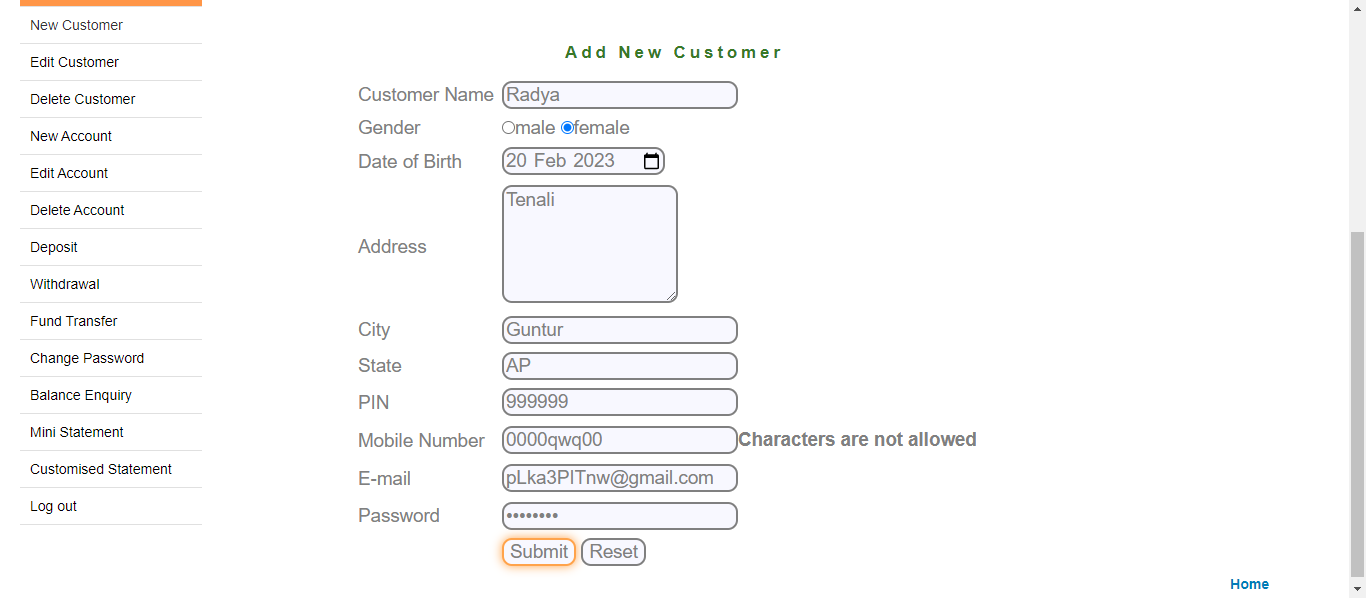 New Customer
Edit Customer
Delete Customer
New Account
Edit Account
Delete Account
Deposit
Withdrawal
Fund Transfer
Change Password
Balance Enquiry
Mini Statement
Customised Statement
Log out
Add New Customer
Customer Name Radya
Gender male female
Date of Birth 20 Feb 2023
Address Tenali
City Guntur
State AP
PIN 999999
Mobile Number 0000qwq00 Characters are not allowed
E-mail pLka3PITnw@gmail.com
Password ••••••••
Submit Reset
Home